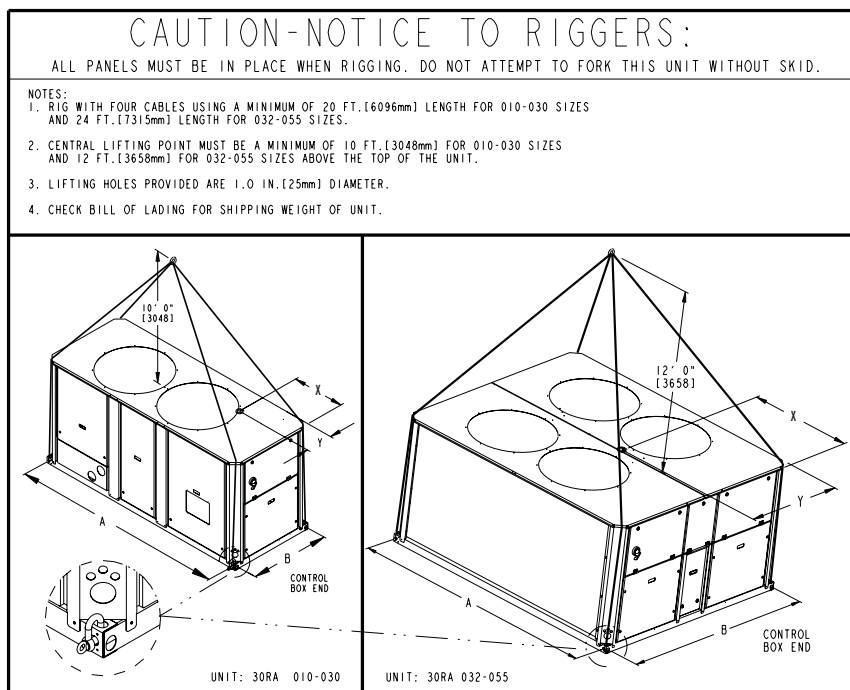 CAUTION-NOTICE TO RIGGERS:
ALL PANELS MUST BE IN PLACE WHEN RIGGING. DO NOT ATTEMPT TO FORK THIS UNIT WITHOUT SKID.
NOTES:
1. RIG WITH FOUR CABLES USING A MINIMUM OF 20 FT.[6096mm] LENGTH FOR 010-030 SIZES
AND 24 FT.[7315mm] LENGTH FOR 032-055 SIZES.
2. CENTRAL LIFTING POINT MUST BE A MINIMUM OF 10 FT.[3048mm] FOR 010-030 SIZES
AND 12 FT.[3658mm] FOR 032-055 SIZES ABOVE THE TOP OF THE UNIT.
3. LIFTING HOLES PROVIDED ARE 1.0 IN.[25mm] DIAMETER.
4. CHECK BILL OF LADING FOR SHIPPING WEIGHT OF UNIT.
10' 0"
[3048]
X
Y
A
B
CONTROL
BOX END
UNIT: 30RA 010-030
12' 0"
[3658]
X
Y
A
B
CONTROL
BOX END
UNIT: 30RA 032-055